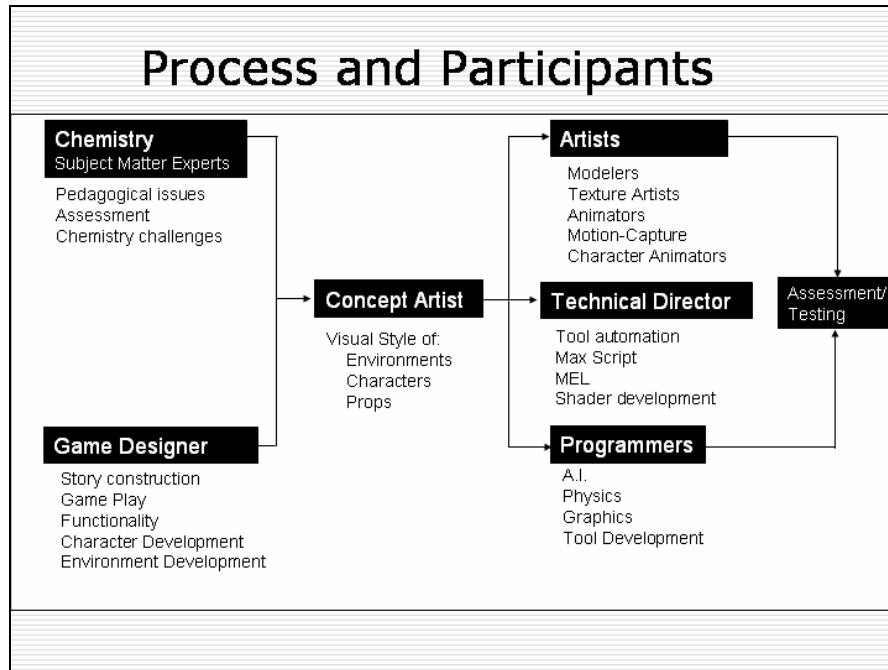 Process and Participants
Chemistry
Subject Matter Experts
Pedagogical issues
Assessment
Chemistry challenges
Game Designer
Story construction
Game Play
Functionality
Character Development
Environment Development
Concept Artist
Visual Style of:
Environments
Characters
Props
Artists
Modelers
Texture Artists
Animators
Motion-Capture
Character Animators
Technical Director
Tool automation
Max Script
MEL
Shader development
Programmers
A.I.
Physics
Graphics
Tool Development
Assessment/
Testing